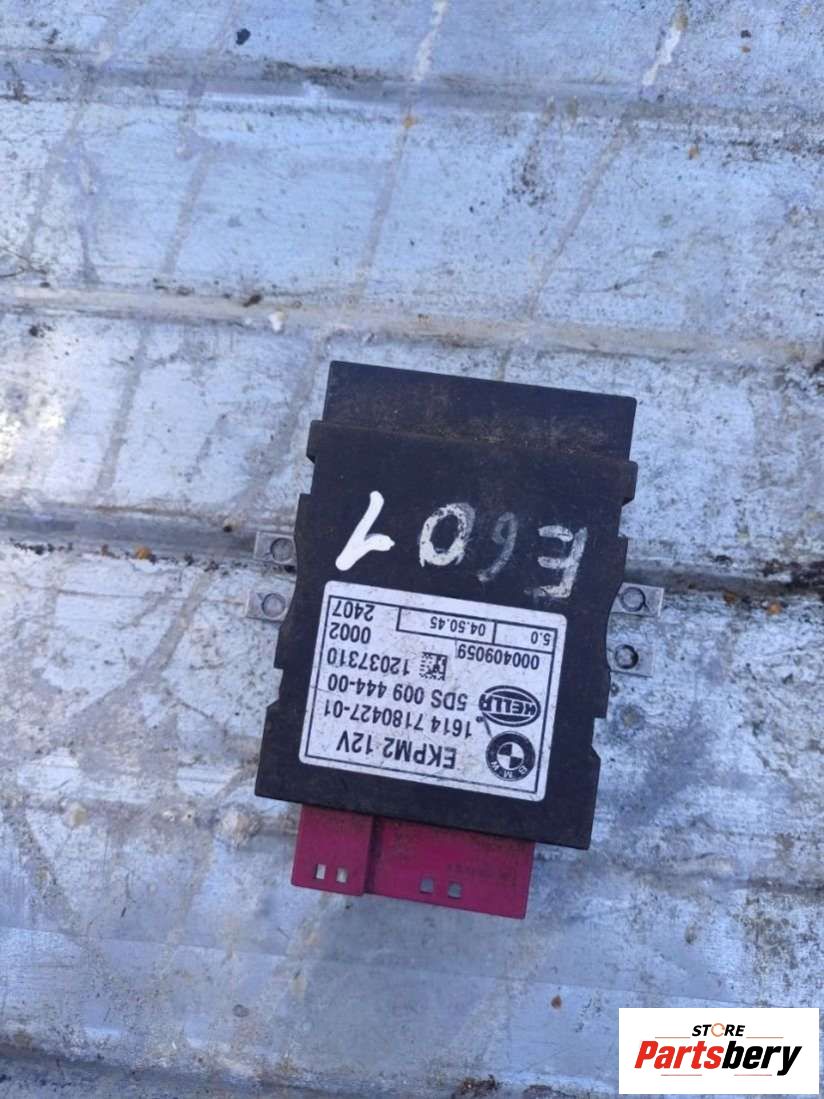 E60 1
BMW
EKPM2 12V
1614 7180427-01
HELLA
5DS 009 444-00
12037310
000409059
0002
5.0
04.50.45
2407
STORE
Partsbery